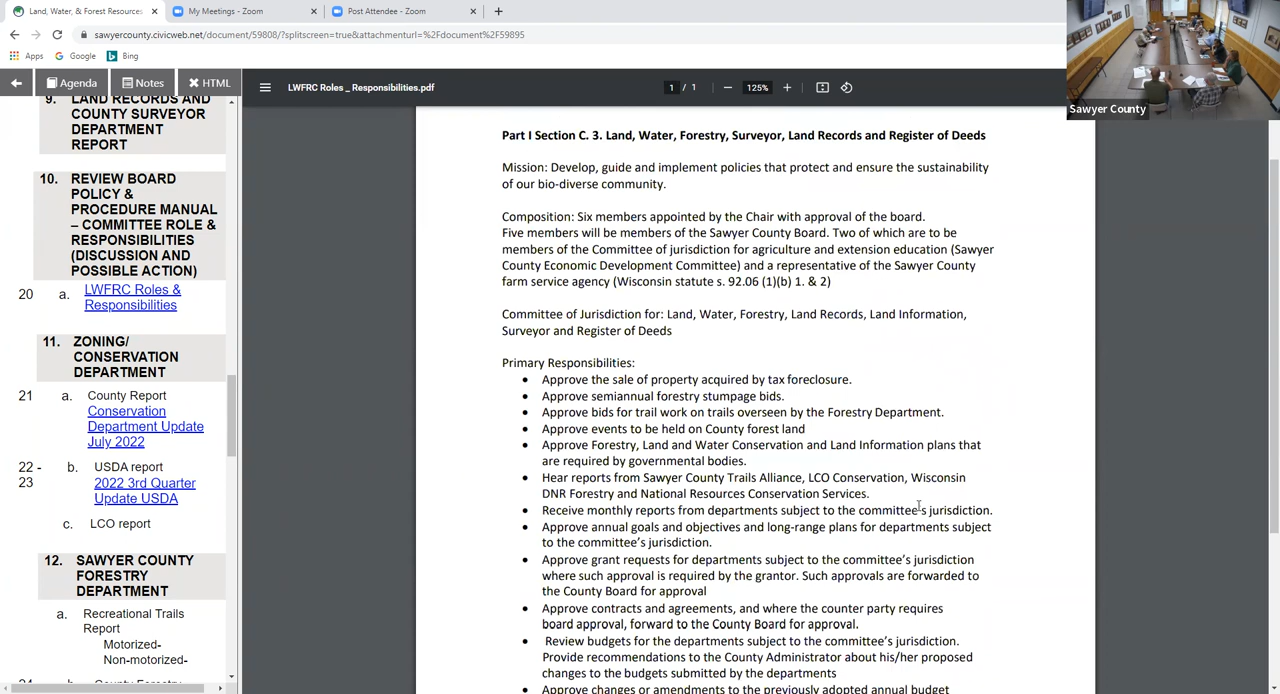 Land, Water, & Forest Resources
My Meetings - Zoom
Post Attendee - Zoom
sawyercounty.civicweb.net/document/59808/?splitscreen=true&attachmenturl=%2Fdocument%2F59895
Apps
Google
Bing
Agenda
Notes
HTML
LWFRC Roles _ Responsibilities.pdf
1 / 1
125%
Sawyer County
9. LAND RECORDS AND
COUNTY SURVEYOR
DEPARTMENT
REPORT
10. REVIEW BOARD
POLICY &
PROCEDURE MANUAL
– COMMITTEE ROLE &
RESPONSIBILITIES
(DISCUSSION AND
POSSIBLE ACTION)
20 a. LWFRC Roles &
Responsibilities
11. ZONING/
CONSERVATION
DEPARTMENT
21 a. County Report
Conservation
Department Update
July 2022
22 - b. USDA report
23 2022 3rd Quarter
Update USDA
c. LCO report
12. SAWYER COUNTY
FORESTRY
DEPARTMENT
a. Recreational Trails
Report
Motorized-
Non-motorized-
Part I Section C. 3. Land, Water, Forestry, Surveyor, Land Records and Register of Deeds
Mission: Develop, guide and implement policies that protect and ensure the sustainability
of our bio-diverse community.
Composition: Six members appointed by the Chair with approval of the board.
Five members will be members of the Sawyer County Board. Two of which are to be
members of the Committee of jurisdiction for agriculture and extension education (Sawyer
County Economic Development Committee) and a representative of the Sawyer County
farm service agency (Wisconsin statute s. 92.06 (1)(b) 1. & 2)
Committee of Jurisdiction for: Land, Water, Forestry, Land Records, Land Information,
Surveyor and Register of Deeds
Primary Responsibilities:
• Approve the sale of property acquired by tax foreclosure.
• Approve semiannual forestry stumpage bids.
• Approve bids for trail work on trails overseen by the Forestry Department.
• Approve events to be held on County forest land
• Approve Forestry, Land and Water Conservation and Land Information plans that
are required by governmental bodies.
• Hear reports from Sawyer County Trails Alliance, LCO Conservation, Wisconsin
DNR Forestry and National Resources Conservation Services.
• Receive monthly reports from departments subject to the committee's jurisdiction.
• Approve annual goals and objectives and long-range plans for departments subject
to the committee's jurisdiction.
• Approve grant requests for departments subject to the committee's jurisdiction
where such approval is required by the grantor. Such approvals are forwarded to
the County Board for approval
• Approve contracts and agreements, and where the counter party requires
board approval, forward to the County Board for approval.
• Review budgets for the departments subject to the committee's jurisdiction.
Provide recommendations to the County Administrator about his/her proposed
changes to the budgets submitted by the departments
• Approve changes or amendments to the previously adopted annual budget